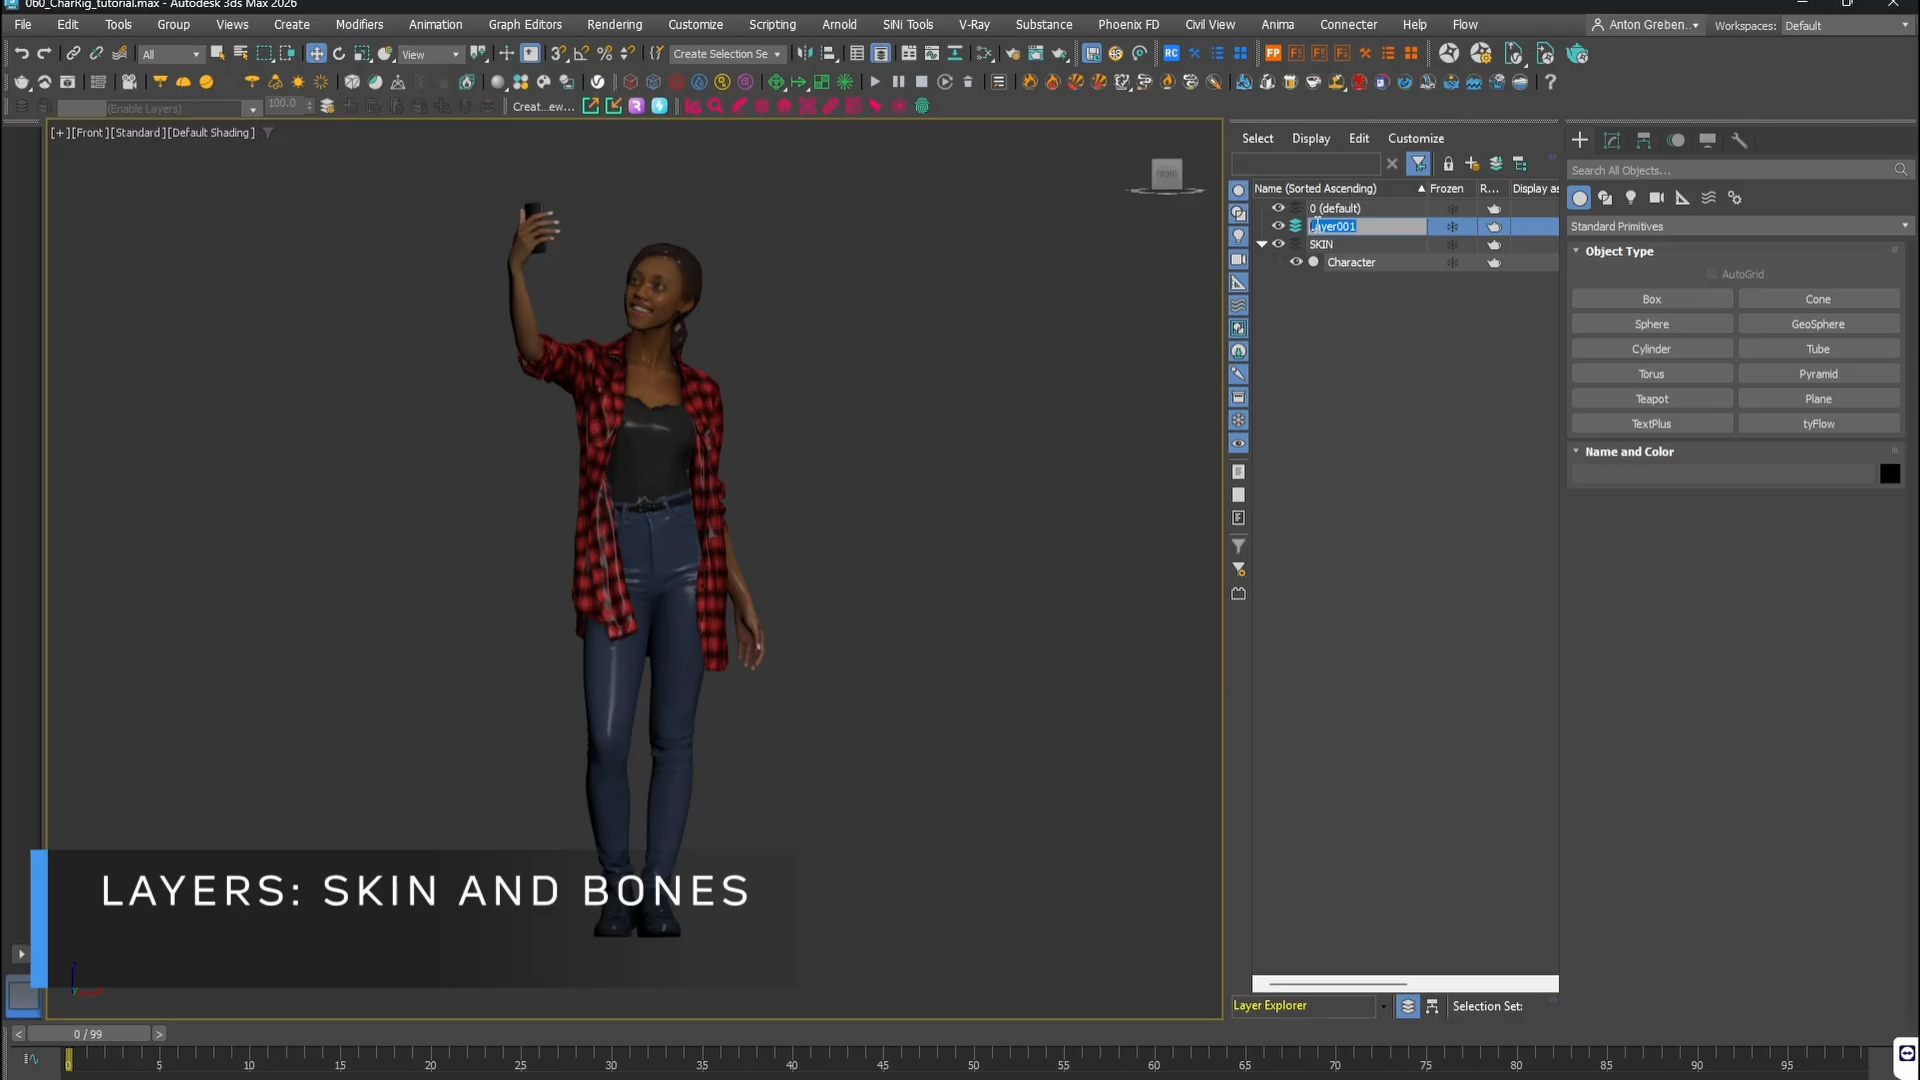 060_CharRig_tutorial.max - Autodesk 3ds Max 2026
File Edit Tools Group Views Create Modifiers Animation Graph Editors Rendering Customize Scripting Arnold SiNi Tools V-Ray Substance Phoenix FD Civil View Anima Connecter Help Flow Anton Greben... Workspaces: Default
All View Create Selection Se RC FP
(Enable Layers) 100.0 Creat...ew...
[+][Front][Standard][Default Shading]
FRONT
Select Display Edit Customize
Name (Sorted Ascending) Frozen R... Display as
0 (default)
Layer001
SKIN
Character
Search All Objects...
Standard Primitives
Object Type
AutoGrid
Box Cone
Sphere GeoSphere
Cylinder Tube
Torus Pyramid
Teapot Plane
TextPlus tyFlow
Name and Color
LAYERS: SKIN AND BONES
Layer Explorer Selection Set:
< 0 / 99 >
0 5 10 15 20 25 30 35 40 45 50 55 60 65 70 75 80 85 90 95